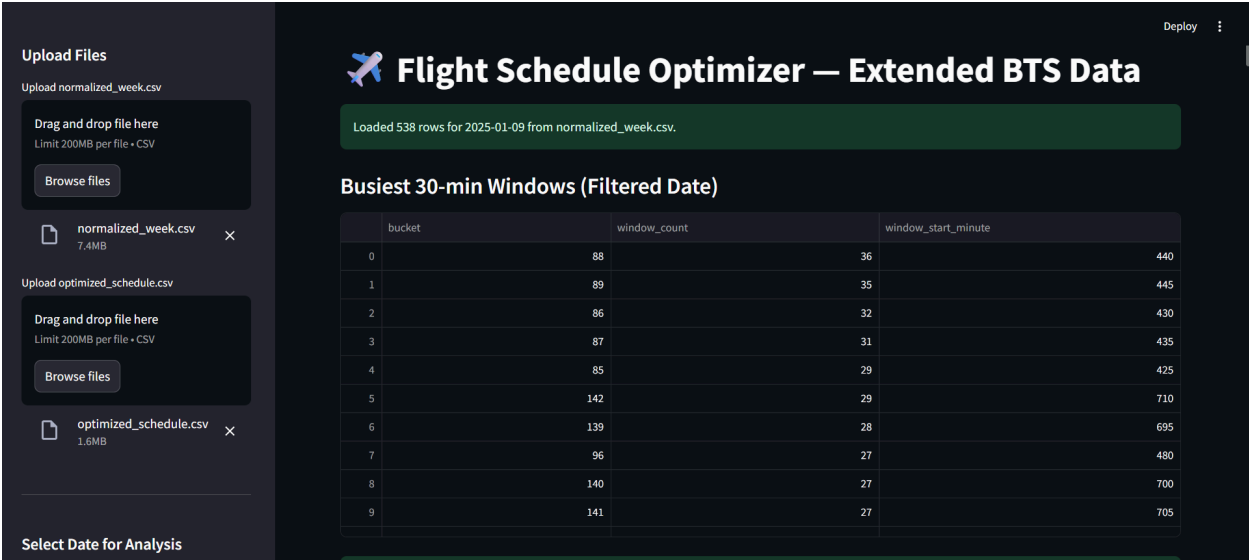 Deploy
Upload Files
Upload normalized_week.csv
Drag and drop file here
Limit 200MB per file • CSV
Browse files
normalized_week.csv
7.4MB
Upload optimized_schedule.csv
Drag and drop file here
Limit 200MB per file • CSV
Browse files
optimized_schedule.csv
1.6MB
Select Date for Analysis
Flight Schedule Optimizer — Extended BTS Data
Loaded 538 rows for 2025-01-09 from normalized_week.csv.
Busiest 30-min Windows (Filtered Date)
bucket window_count window_start_minute
0 88 36 440
1 89 35 445
2 86 32 430
3 87 31 435
4 85 29 425
5 142 29 710
6 139 28 695
7 96 27 480
8 140 27 700
9 141 27 705